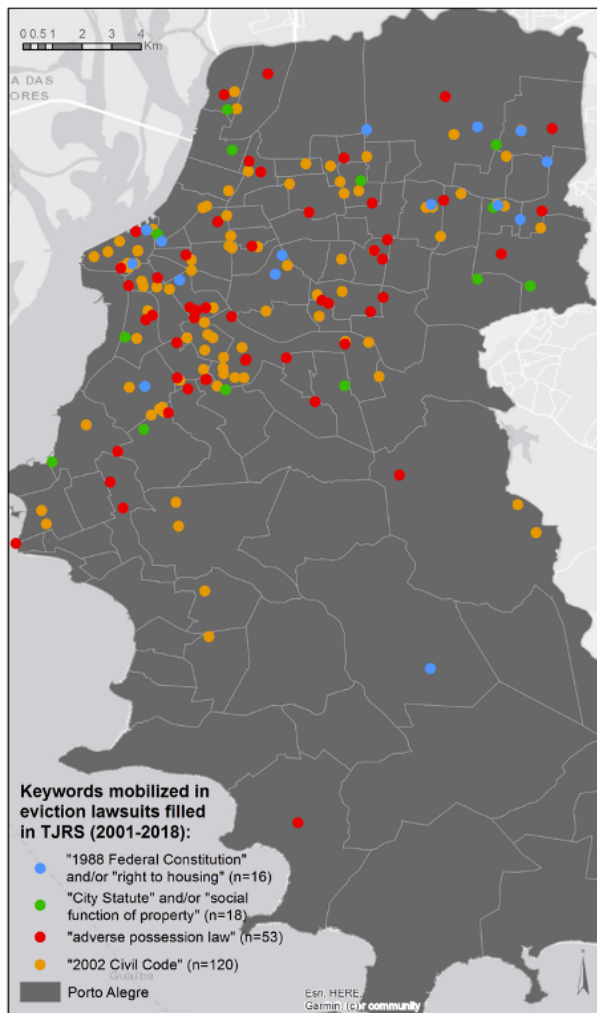 0 0.5 1 2 3 4
Km
A DAS
ORES
Keywords mobilized in
eviction lawsuits filled
in TJRS (2001-2018):
"1988 Federal Constitution"
and/or "right to housing" (n=16)
"City Statute" and/or "social
function of property" (n=18)
"adverse possession law" (n=53)
"2002 Civil Code" (n=120)
Guaíba
Porto Alegre
Esri, HERE,
Garmin, (c) community